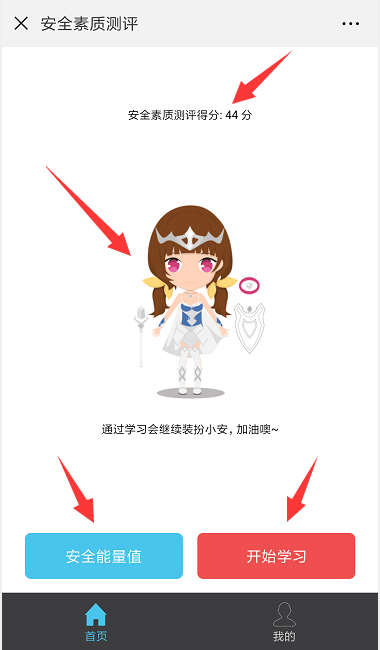 安全素质测评
安全素质测评得分: 44 分
通过学习会继续装扮小安，加油噢~
安全能量值
开始学习
首页
我的